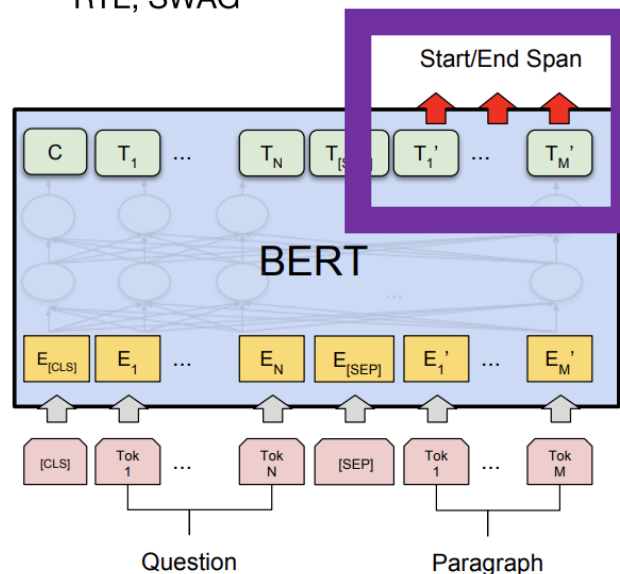 RTE, SWAG
Start/End Span
C T1 ... TN T[S T1' ... TM'
BERT
...
E[CLS] E1 ... EN E[SEP] E1' ... EM'
[CLS] Tok 1 ... Tok N [SEP] Tok 1 ... Tok M
Question Paragraph